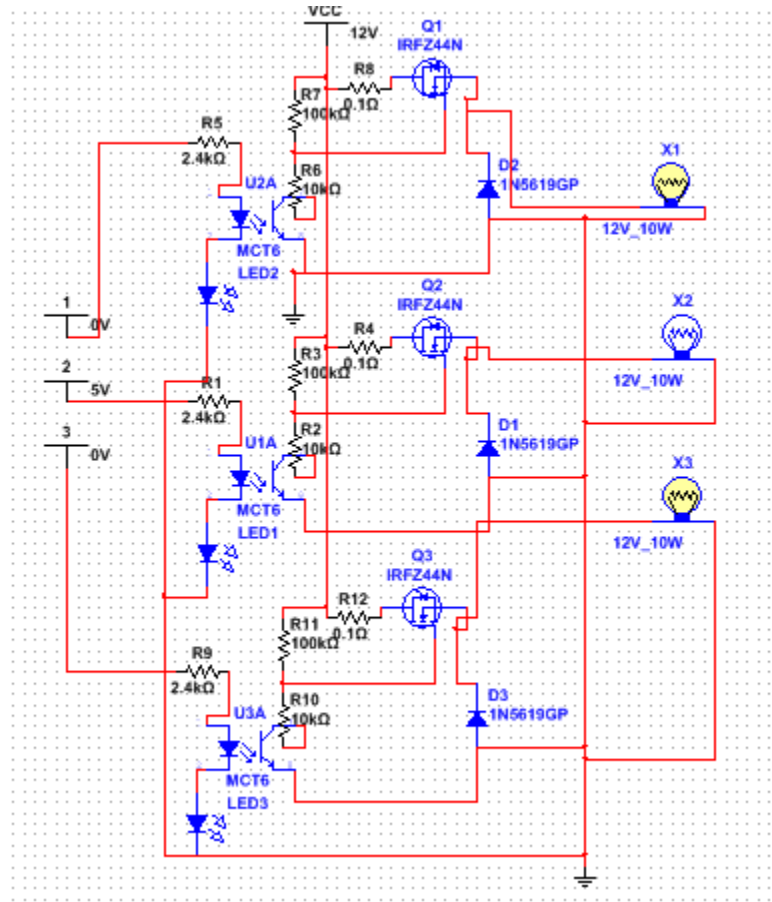 VCC
12V
Q1
IRFZ44N
R8
0.1Ω
R7
100kΩ
R5
2.4kΩ
X1
12V_10W
D2
1N5619GP
R6
10kΩ
U2A
MCT6
LED2
1
0V
Q2
IRFZ44N
X2
12V_10W
R4
0.1Ω
R3
100kΩ
2
5V
R1
2.4kΩ
D1
1N5619GP
R2
10kΩ
3
0V
U1A
MCT6
LED1
X3
12V_10W
Q3
IRFZ44N
R12
0.1Ω
R11
100kΩ
R9
2.4kΩ
D3
1N5619GP
R10
10kΩ
U3A
MCT6
LED3